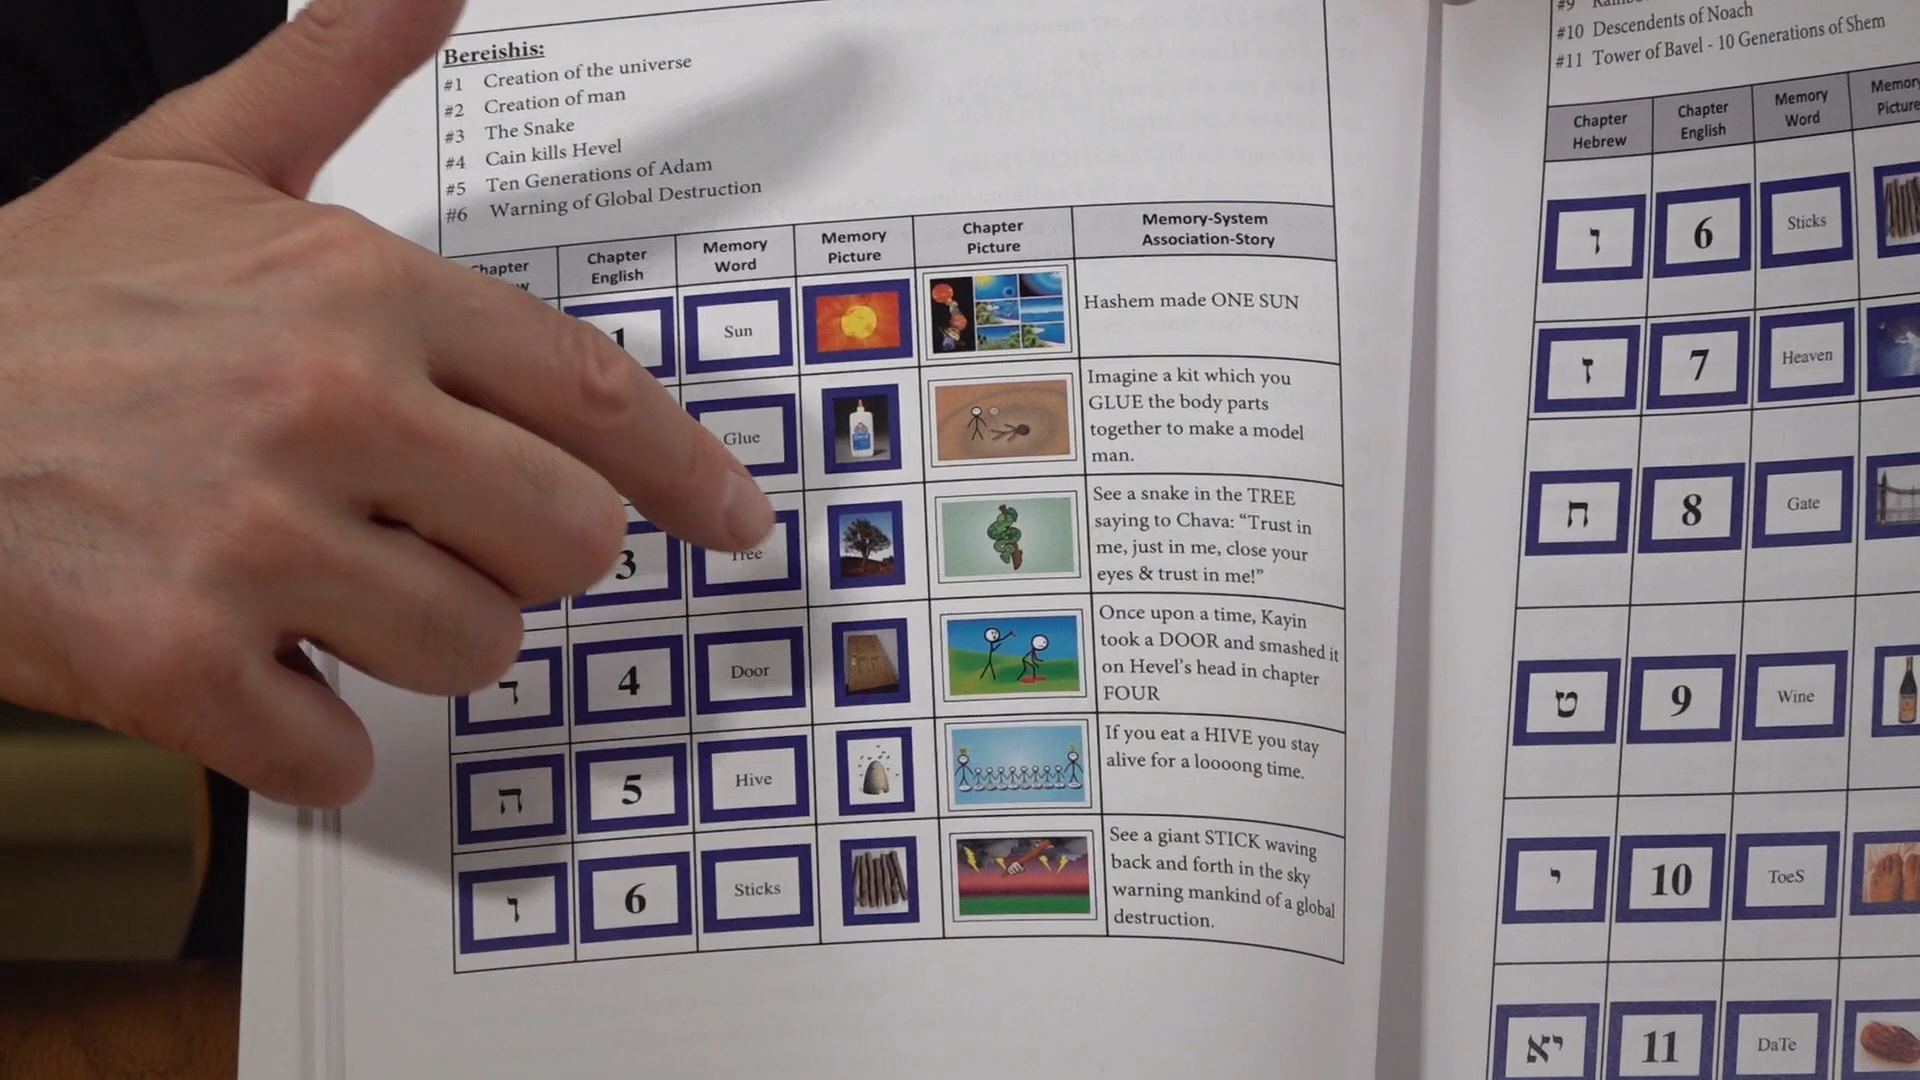 Bereishis:
#1 Creation of the universe
#2 Creation of man
#3 The Snake
#4 Cain kills Hevel
#5 Ten Generations of Adam
#6 Warning of Global Destruction
Chapter
Chapter
English
Memory
Word
Memory
Picture
Chapter
Picture
Memory-System
Association-Story
1
Sun
Hashem made ONE SUN
Glue
Imagine a kit which you
GLUE the body parts
together to make a model
man.
3
Tree
See a snake in the TREE
saying to Chava: “Trust in
me, just in me, close your
eyes & trust in me!”
ד
4
Door
Once upon a time, Kayin
took a DOOR and smashed it
on Hevel's head in chapter
FOUR
ה
5
Hive
If you eat a HIVE you stay
alive for a loooong time.
ו
6
Sticks
See a giant STICK waving
back and forth in the sky
warning mankind of a global
destruction.
#9
#10 Descendents of Noach
#11 Tower of Bavel - 10 Generations of Shem
Chapter
Hebrew
Chapter
English
Memory
Word
Memory
Picture
ו
6
Sticks
ז
7
Heaven
ח
8
Gate
ט
9
Wine
י
10
ToeS
יא
11
DaTe